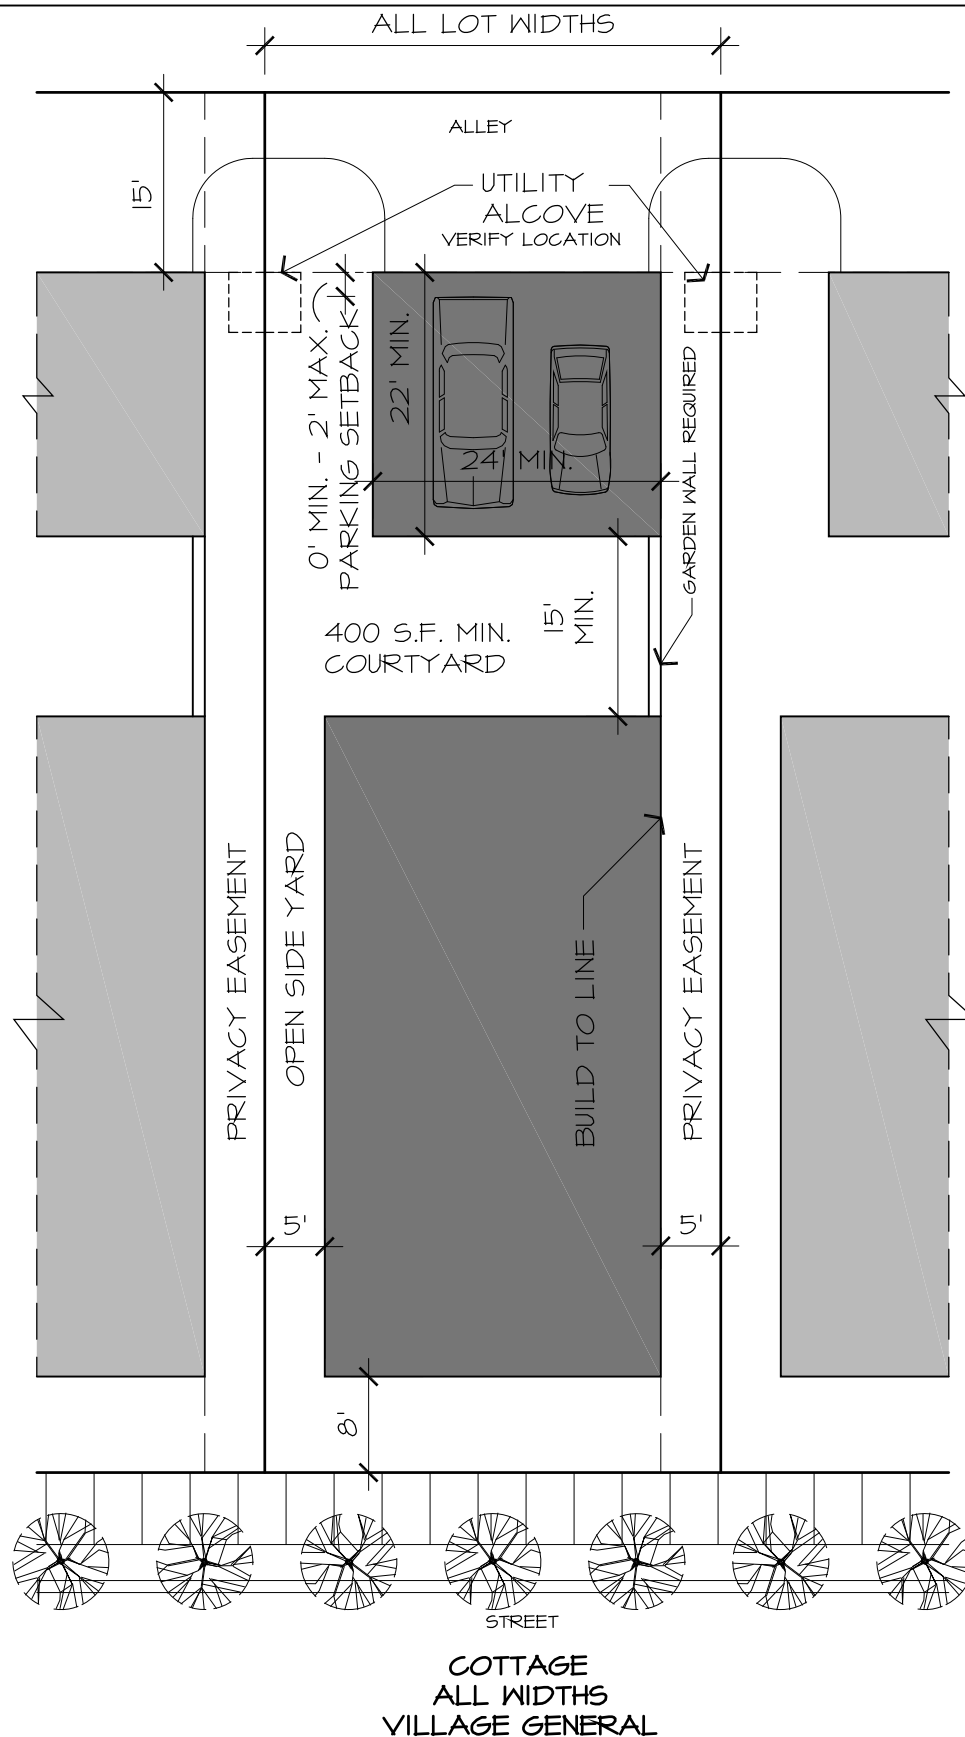 ALL LOT WIDTHS
ALLEY
15'
UTILITY
ALCOVE
VERIFY LOCATION
0' MIN. - 2' MAX.
PARKING SETBACK
22' MIN.
24' MIN.
GARDEN WALL REQUIRED
400 S.F. MIN.
COURTYARD
15'
MIN.
PRIVACY EASEMENT
OPEN SIDE YARD
BUILD TO LINE
PRIVACY EASEMENT
5'
5'
8'
STREET
COTTAGE
ALL WIDTHS
VILLAGE GENERAL